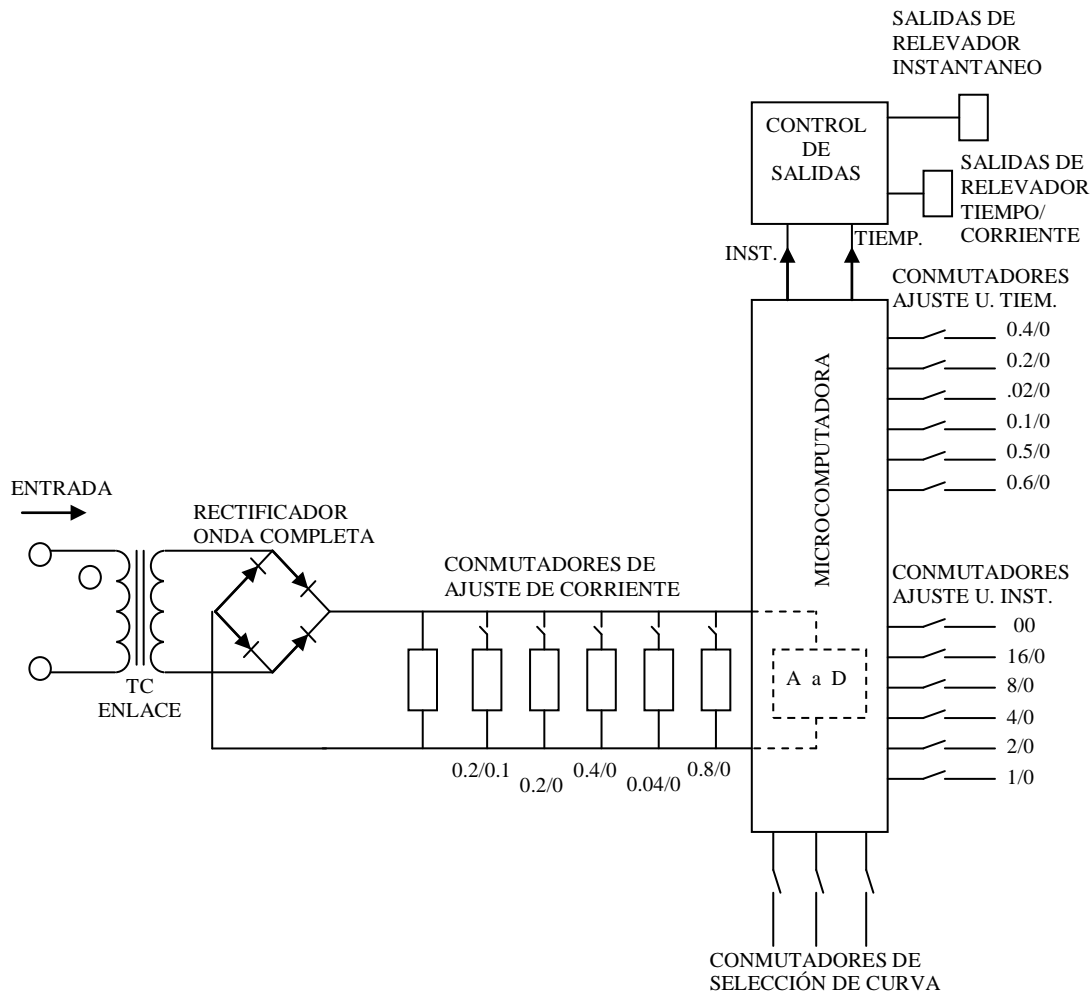 SALIDAS DE
RELEVADOR
INSTANTANEO
CONTROL
DE
SALIDAS
SALIDAS DE
RELEVADOR
TIEMPO/
CORRIENTE
INST.
TIEMP.
CONMUTADORES
AJUSTE U. TIEM.
0.4/0
0.2/0
.02/0
0.1/0
0.5/0
0.6/0
MICROCOMPUTADORA
ENTRADA
RECTIFICADOR
ONDA COMPLETA
CONMUTADORES DE
AJUSTE DE CORRIENTE
CONMUTADORES
AJUSTE U. INST.
00
16/0
8/0
4/0
2/0
1/0
A a D
TC
ENLACE
0.2/0.1
0.2/0
0.4/0
0.04/0
0.8/0
CONMUTADORES DE
SELECCIÓN DE CURVA